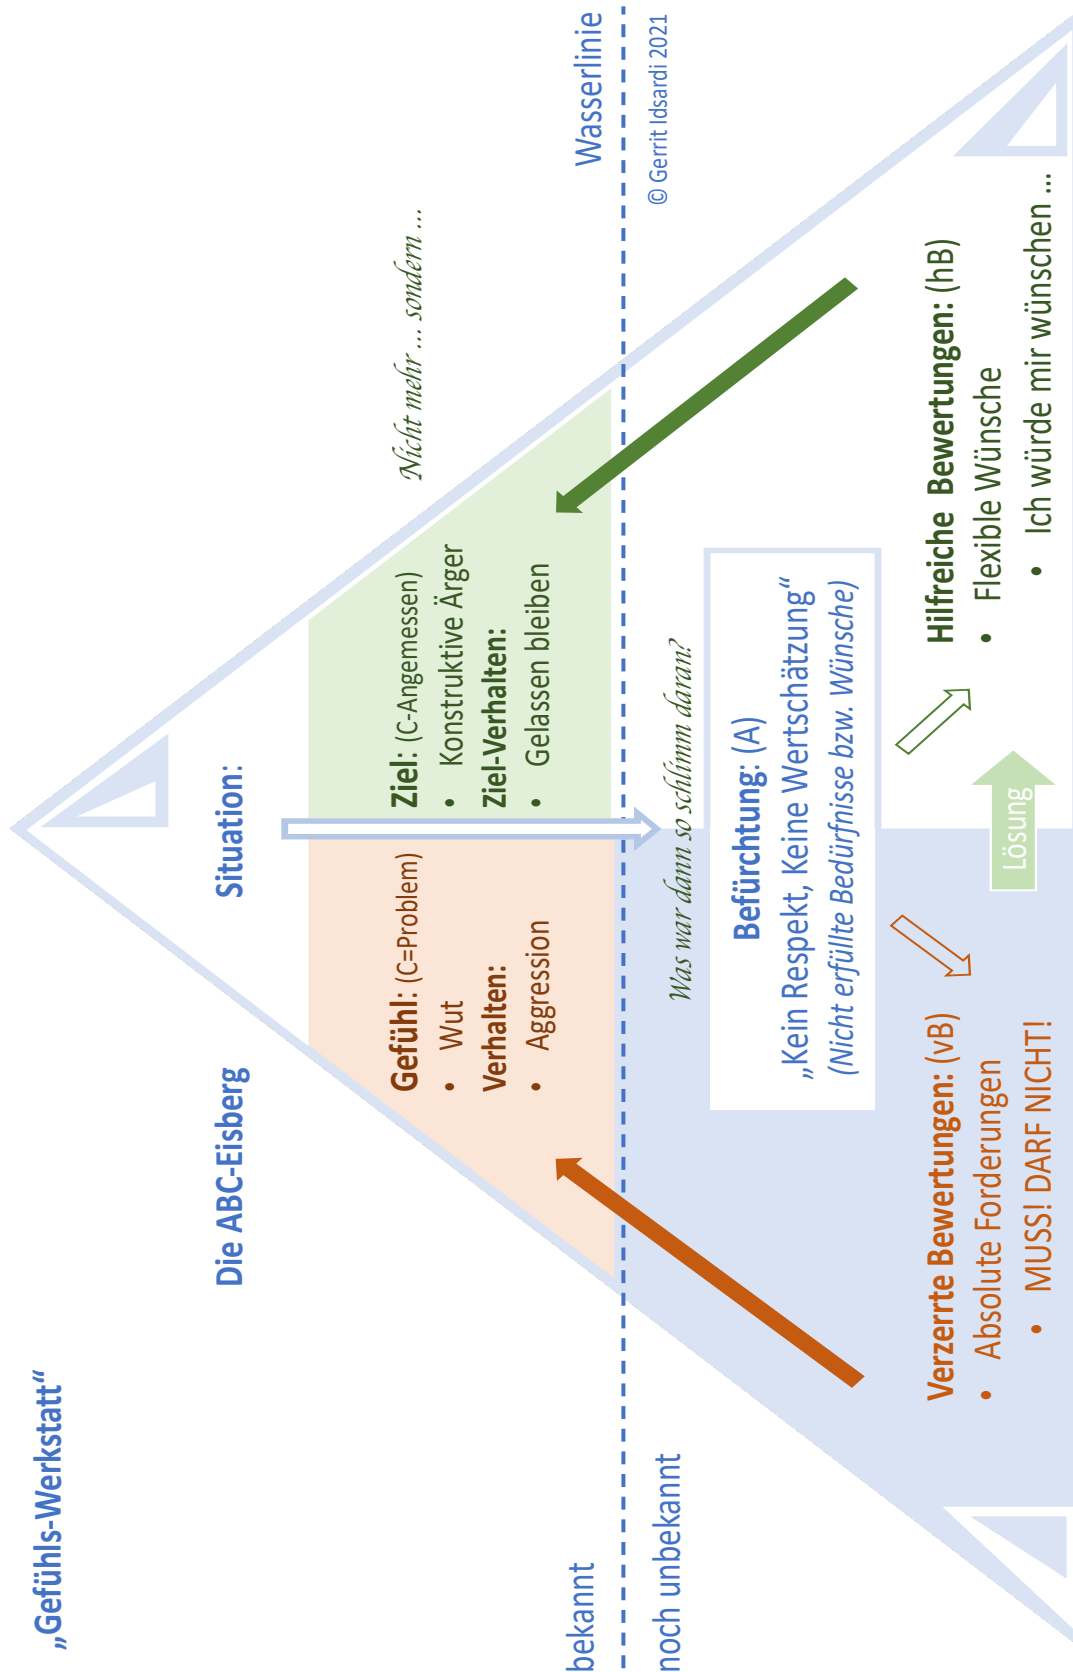 „Gefühls-Werkstatt“
Die ABC-Eisberg
Situation:
Gefühl: (C=Problem)
• Wut
Verhalten:
• Aggression
Ziel: (C-Angemessen)
• Konstruktive Ärger
Ziel-Verhalten:
• Gelassen bleiben
Nicht mehr ... sondern ...
bekannt
Wasserlinie
noch unbekannt
© Gerrit Idsardi 2021
Was war dann so schlimm daran?
Befürchtung: (A)
„Kein Respekt, Keine Wertschätzung“
(Nicht erfüllte Bedürfnisse bzw. Wünsche)
Verzerrte Bewertungen: (vB)
• Absolute Forderungen
• MUSS! DARF NICHT!
Lösung
Hilfreiche Bewertungen: (hB)
• Flexible Wünsche
• Ich würde mir wünschen ...